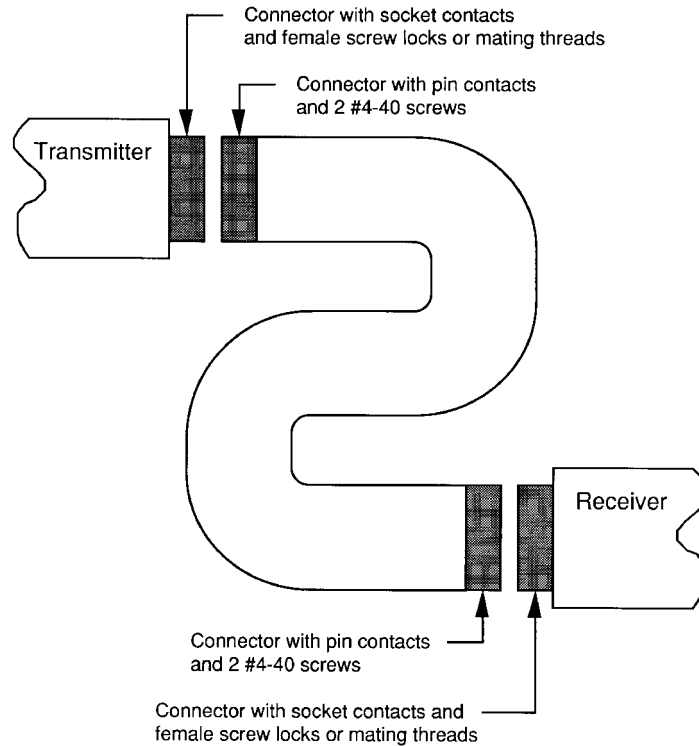 Connector with socket contacts
and female screw locks or mating threads
Connector with pin contacts
and 2 #4-40 screws
Transmitter
Receiver
Connector with pin contacts
and 2 #4-40 screws
Connector with socket contacts and
female screw locks or mating threads